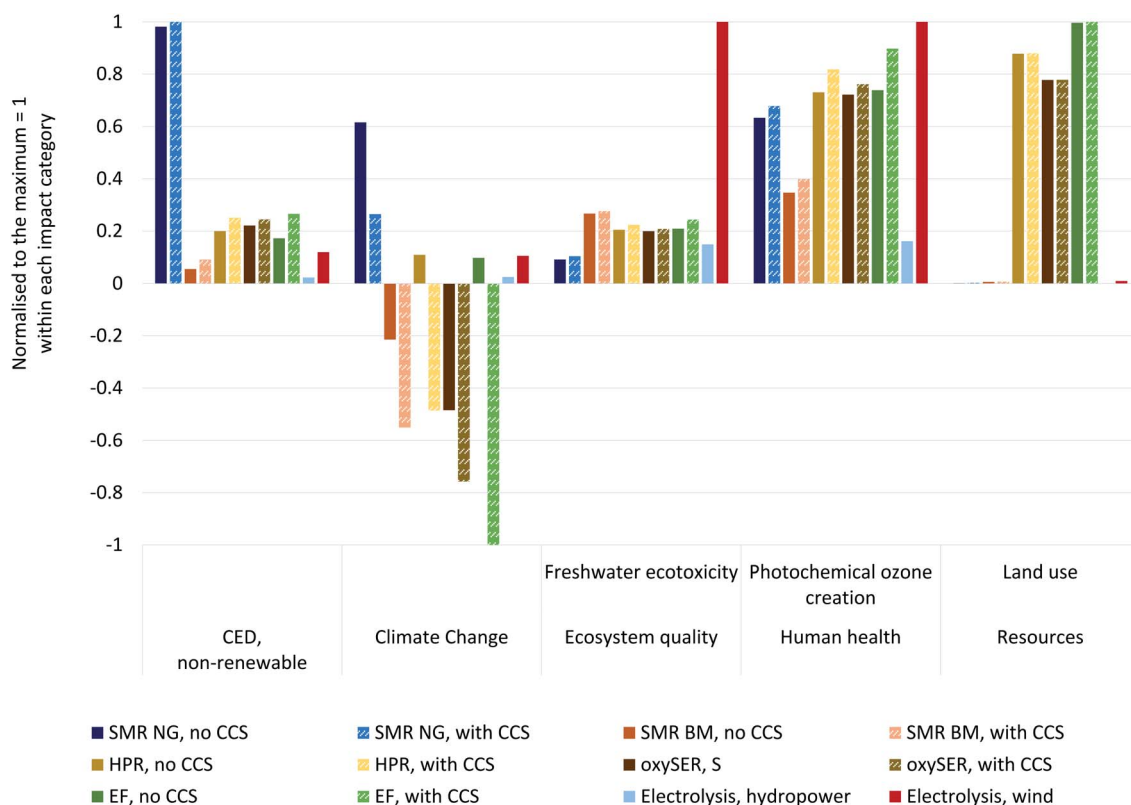 Normalised to the maximum = 1
within each impact category
1
0.8
0.6
0.4
0.2
0
-0.2
-0.4
-0.6
-0.8
-1
Freshwater ecotoxicity
Photochemical ozone
creation
Land use
CED,
non-renewable
Climate Change
Ecosystem quality
Human health
Resources
SMR NG, no CCS
SMR NG, with CCS
SMR BM, no CCS
SMR BM, with CCS
HPR, no CCS
HPR, with CCS
oxySER, S
oxySER, with CCS
EF, no CCS
EF, with CCS
Electrolysis, hydropower
Electrolysis, wind